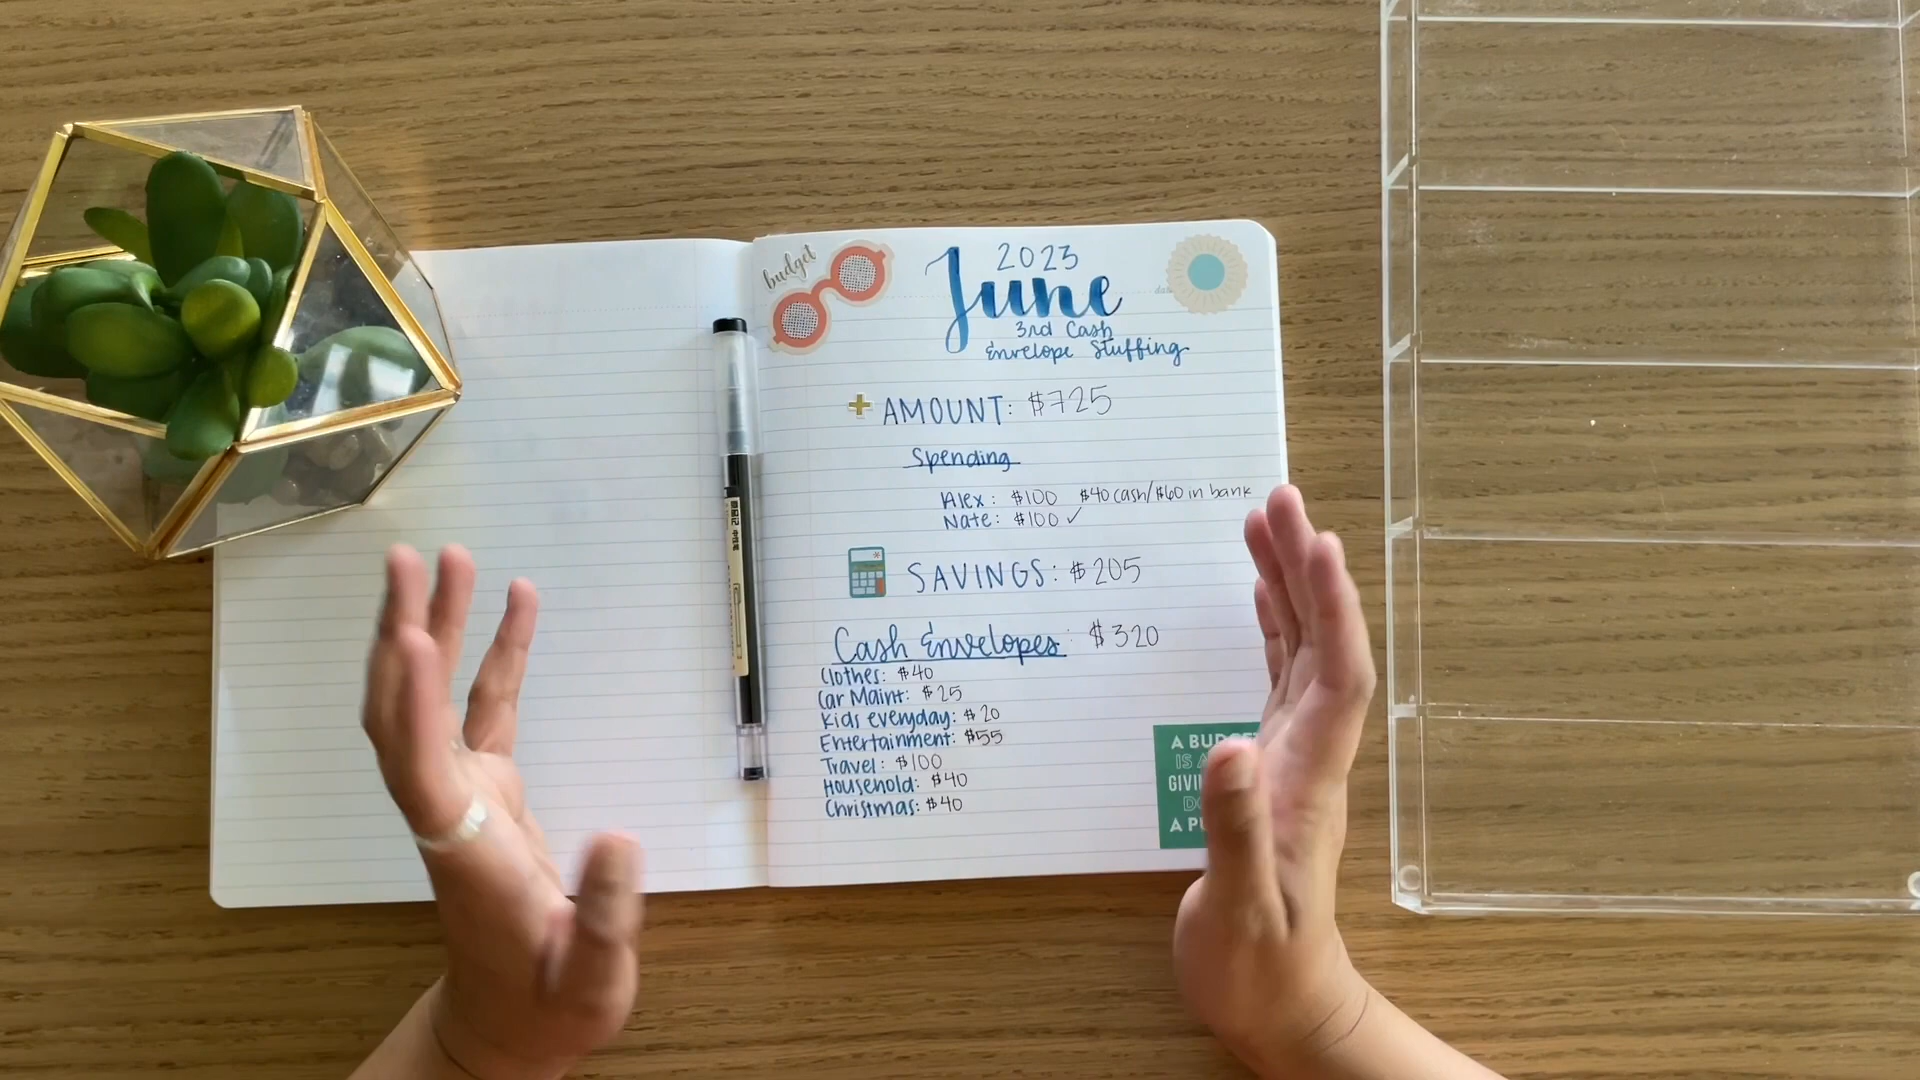 budget
2023
June
3rd Cash
Envelope Stuffing
date
+ AMOUNT: $725
Spending
Alex: $100 $40 cash/$60 in bank
Nate: $100 ✓
SAVINGS: $205
Cash Envelopes: $320
Clothes: $40
Car Maint: $25
Kids everyday: $20
Entertainment: $55
Travel: $100
Household: $40
Christmas: $40
A BUDGET
IS
GIVI
D
A PU